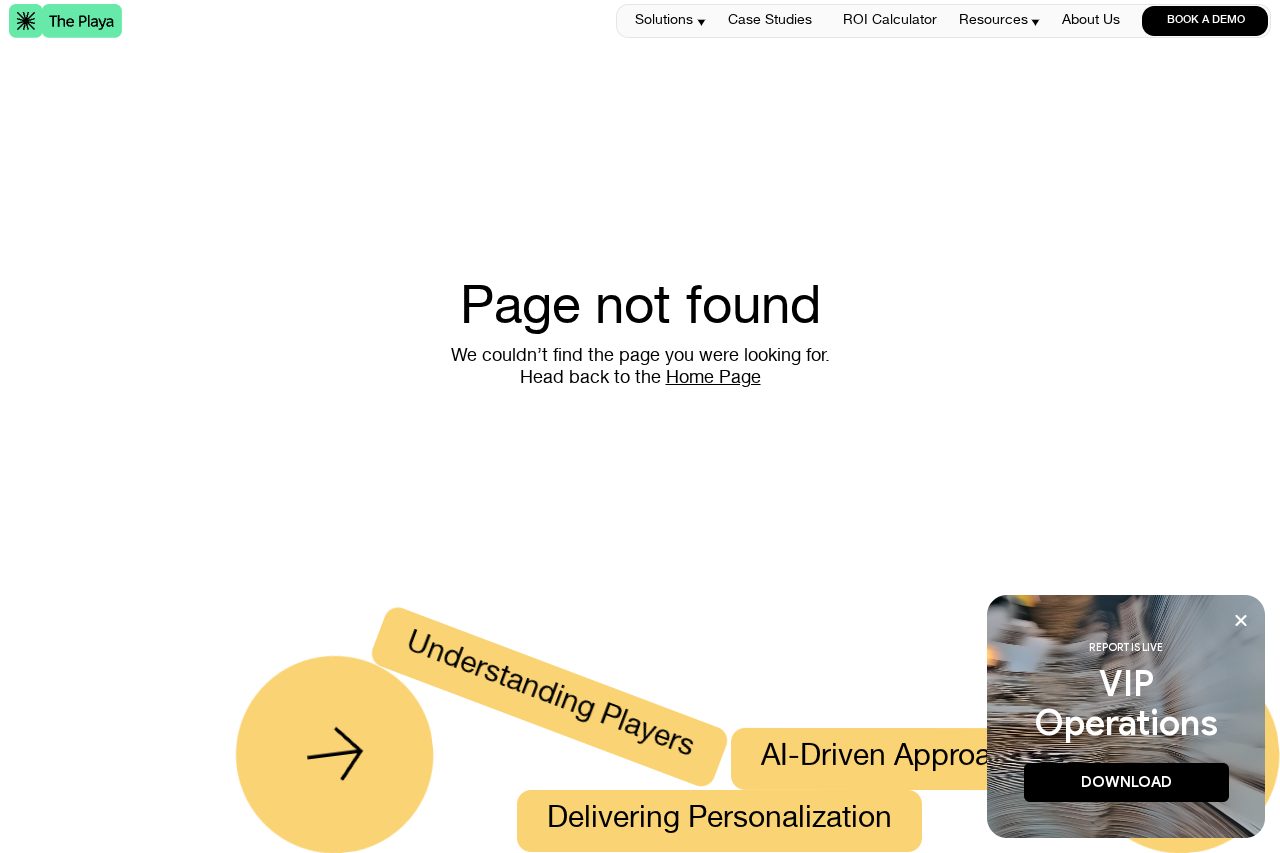 The Playa
Solutions
Case Studies
ROI Calculator
Resources
About Us
BOOK A DEMO
Page not found
We couldn’t find the page you were looking for.
Head back to the Home Page
Understanding Players
AI-Driven
Delivering Personalization
REPORT IS LIVE
VIP
Operations
DOWNLOAD